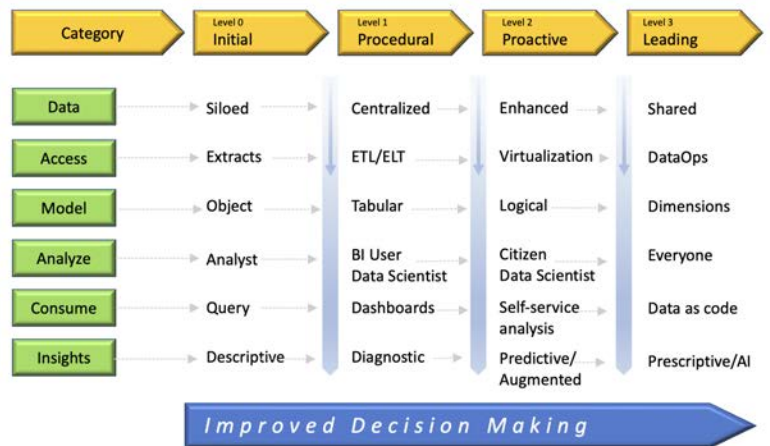 Category
Level 0
Initial
Level 1
Procedural
Level 2
Proactive
Level 3
Leading
Data
Siloed
Centralized
Enhanced
Shared
Access
Extracts
ETL/ELT
Virtualization
DataOps
Model
Object
Tabular
Logical
Dimensions
Analyze
Analyst
BI User
Data Scientist
Citizen
Data Scientist
Everyone
Consume
Query
Dashboards
Self-service
analysis
Data as code
Insights
Descriptive
Diagnostic
Predictive/
Augmented
Prescriptive/AI
Improved Decision Making